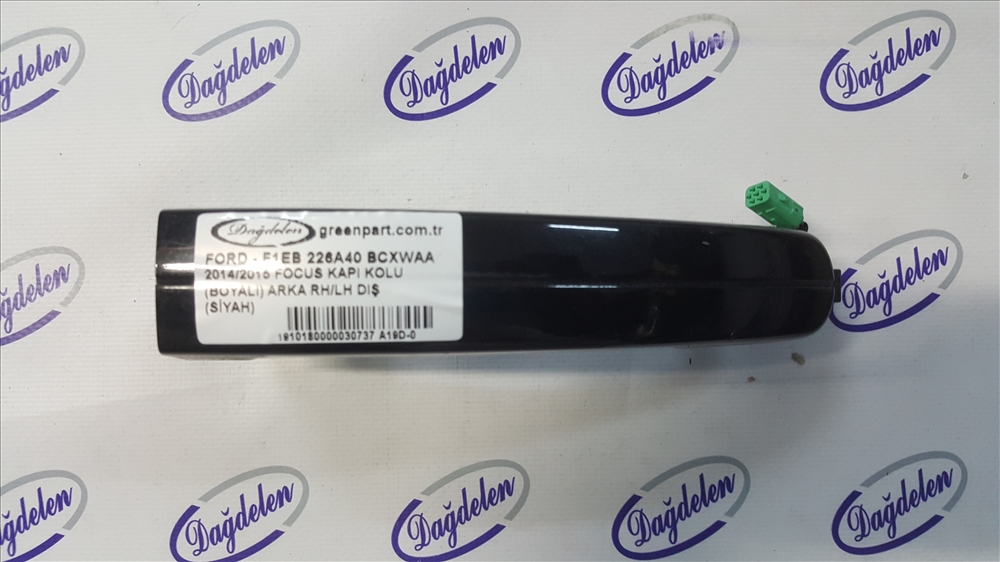 Dağdelen
Dağdelen
Dağdelen
Dağdelen
Dağdelen
Dağdelen greenpart.com.tr
FORD - F1EB 226A40 BCXWAA
2014/2015 FOCUS KAPI KOLU
(BOYALI) ARKA RH/LH DIŞ
(SİYAH)
1910180000030737 A19D-0
Dağdelen
Dağdelen
Dağdelen
Dağdelen
Dağdelen